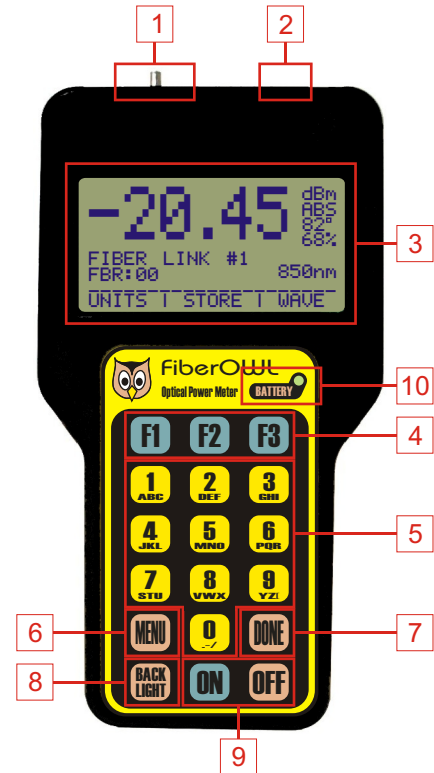 1
2
-20.45
dBm
ABS
82°
68%
FIBER LINK #1
FBR:00
850nm
UNITS | STORE | WAVE
3
FiberOWL
Optical Power Meter
BATTERY
10
F1 F2 F3
4
1 2 3
ABC DEF GHI
4 5 6
JKL MNO PQR
5
7 8 9
STU VWX YZ
6
MENU 0 DONE
.-/
7
8
BACK LIGHT
ON OFF
9